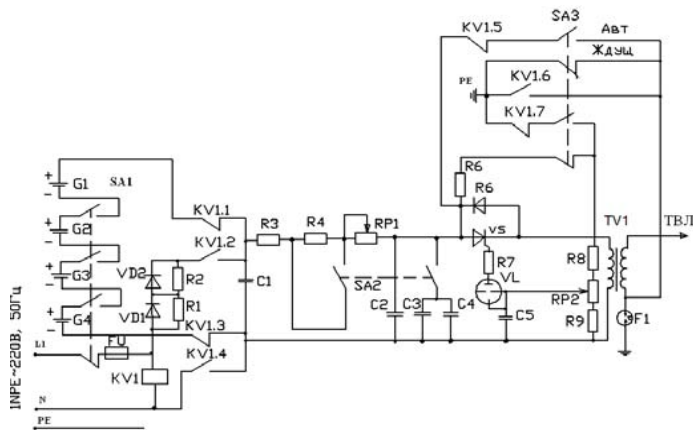 SA3
KV1.5
Авт
Ждущ
PE
KV1.6
KV1.7
+
G1
SA1
−
R6
R6
KV1.1
+
G2
−
R3
R4
RP1
vs
TV1
ТВЛ
KV1.2
R7
VL
R8
+
G3
−
VD2
R2
C1
SA2
RP2
R1
C2
C3
C4
C5
+
G4
−
VD1
KV1.3
R9
F1
L1
FU
KV1.4
KV1
N
PE
1NPE~220В, 50Гц